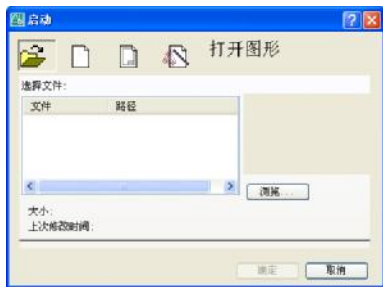 启动
打开图形
选择文件:
文件 路径
浏览...
大小:
上次修改时间:
确定 取消